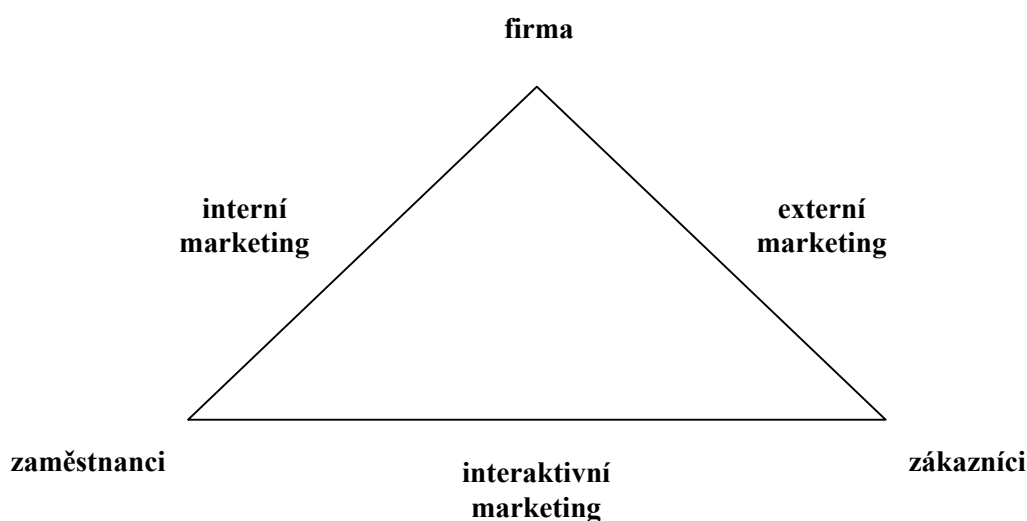 firma
interní
marketing
externí
marketing
zaměstnanci
interaktivní
marketing
zákazníci